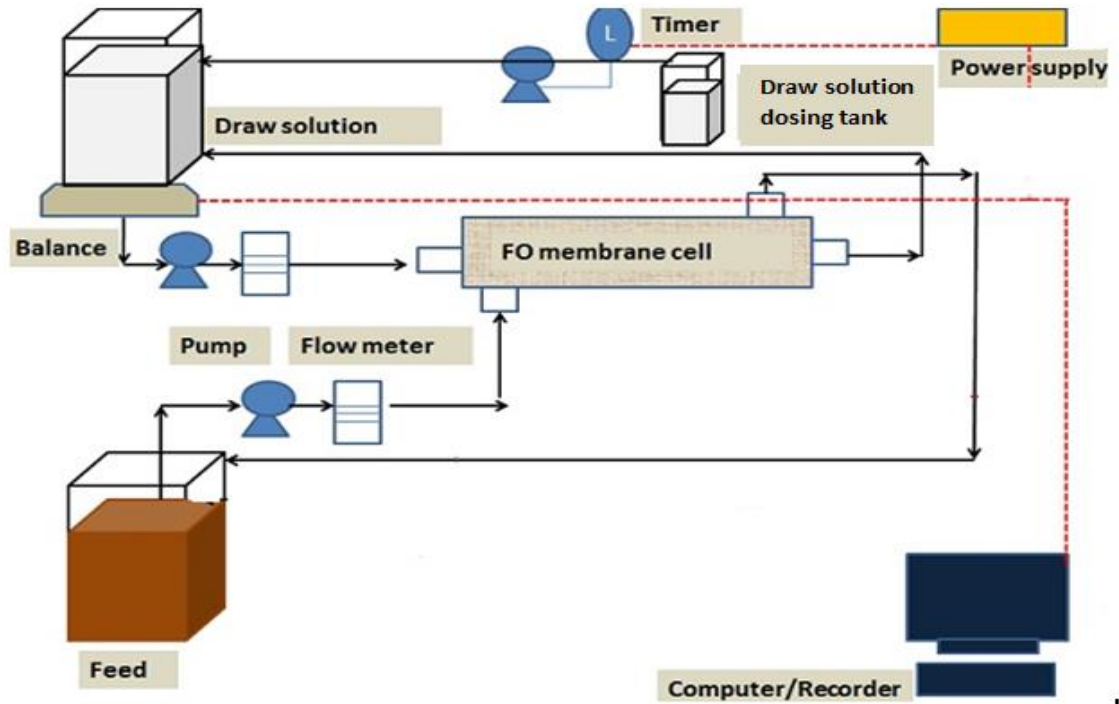 L
Timer
Power supply
Draw solution
Draw solution
dosing tank
Balance
FO membrane cell
Pump
Flow meter
Feed
Computer/Recorder